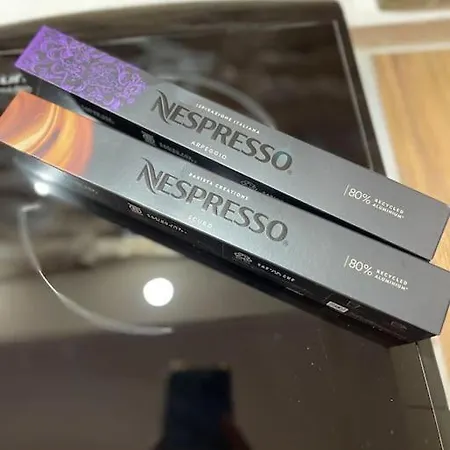 ISPIRAZIONE ITALIANA
NESPRESSO®
ARPEGGIO
80% RECYCLED
ALUMINIUM*
BARISTA CREATIONS
NESPRESSO®
SCURO
80% RECYCLED
ALUMINIUM*